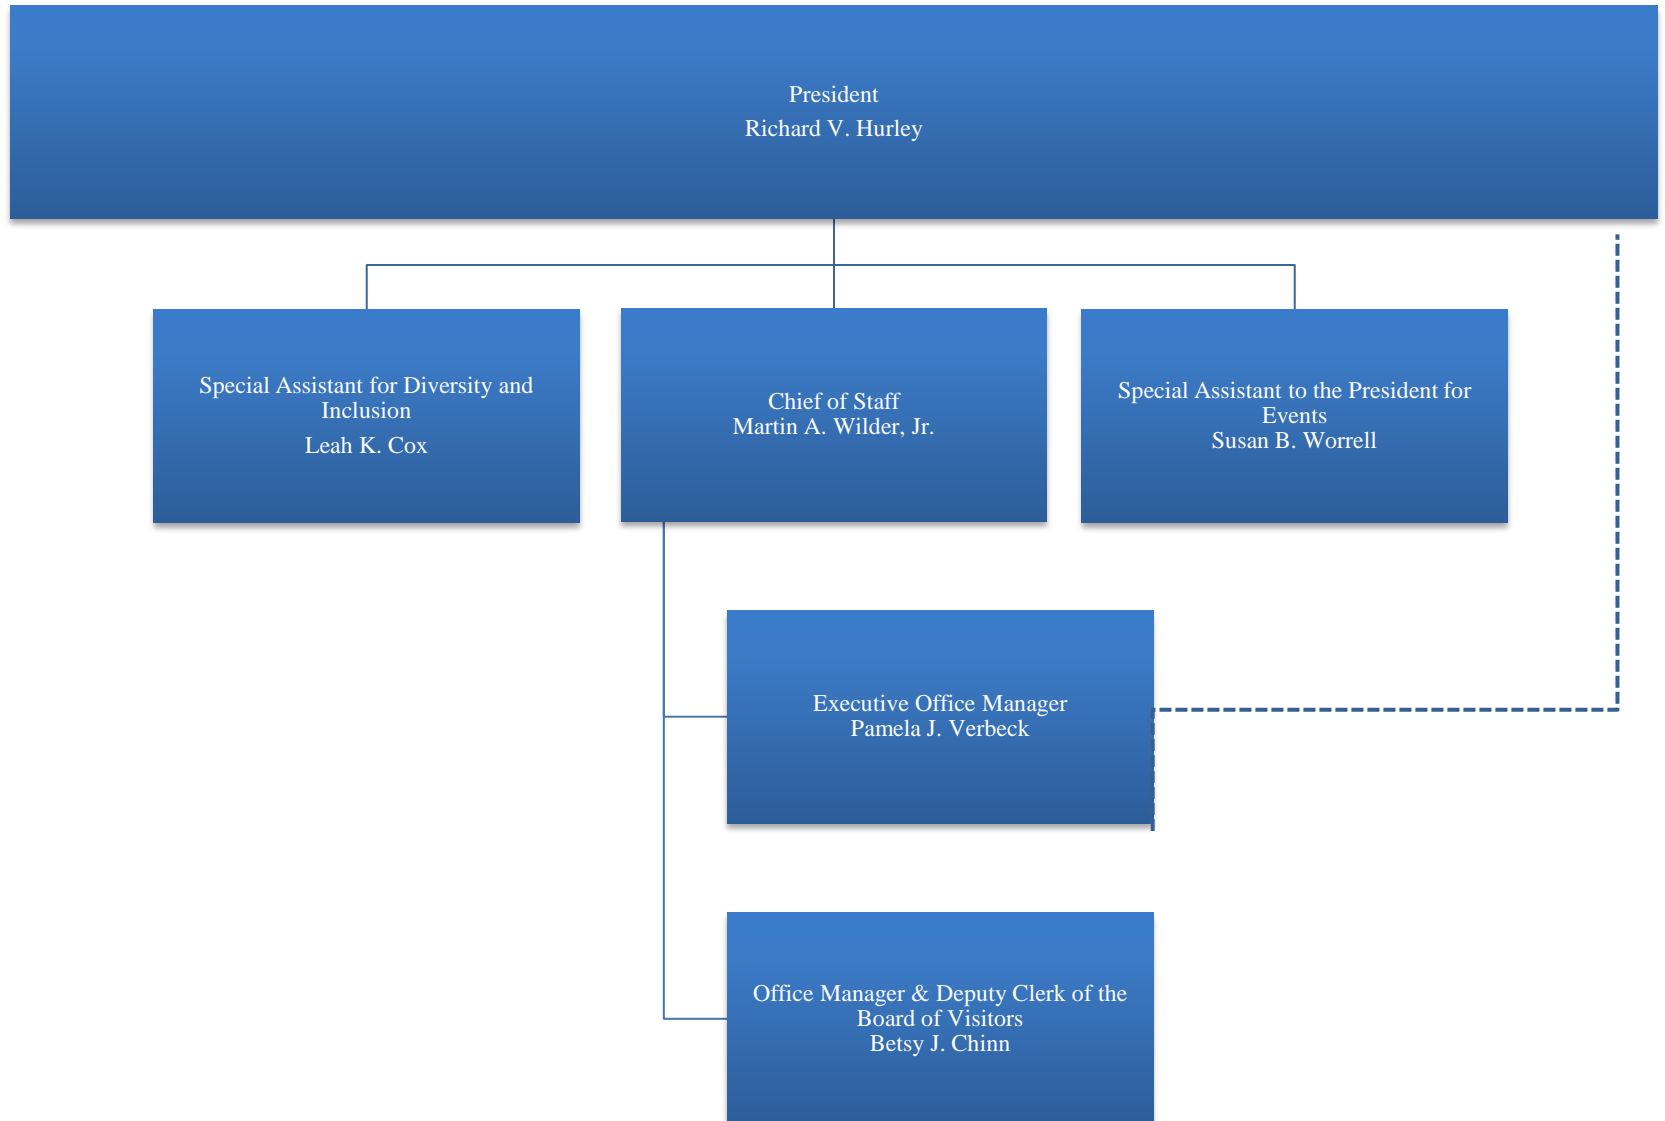 President
Richard V. Hurley
Special Assistant for Diversity and
Inclusion
Leah K. Cox
Chief of Staff
Martin A. Wilder, Jr.
Special Assistant to the President for
Events
Susan B. Worrell
Executive Office Manager
Pamela J. Verbeck
Office Manager & Deputy Clerk of the
Board of Visitors
Betsy J. Chinn